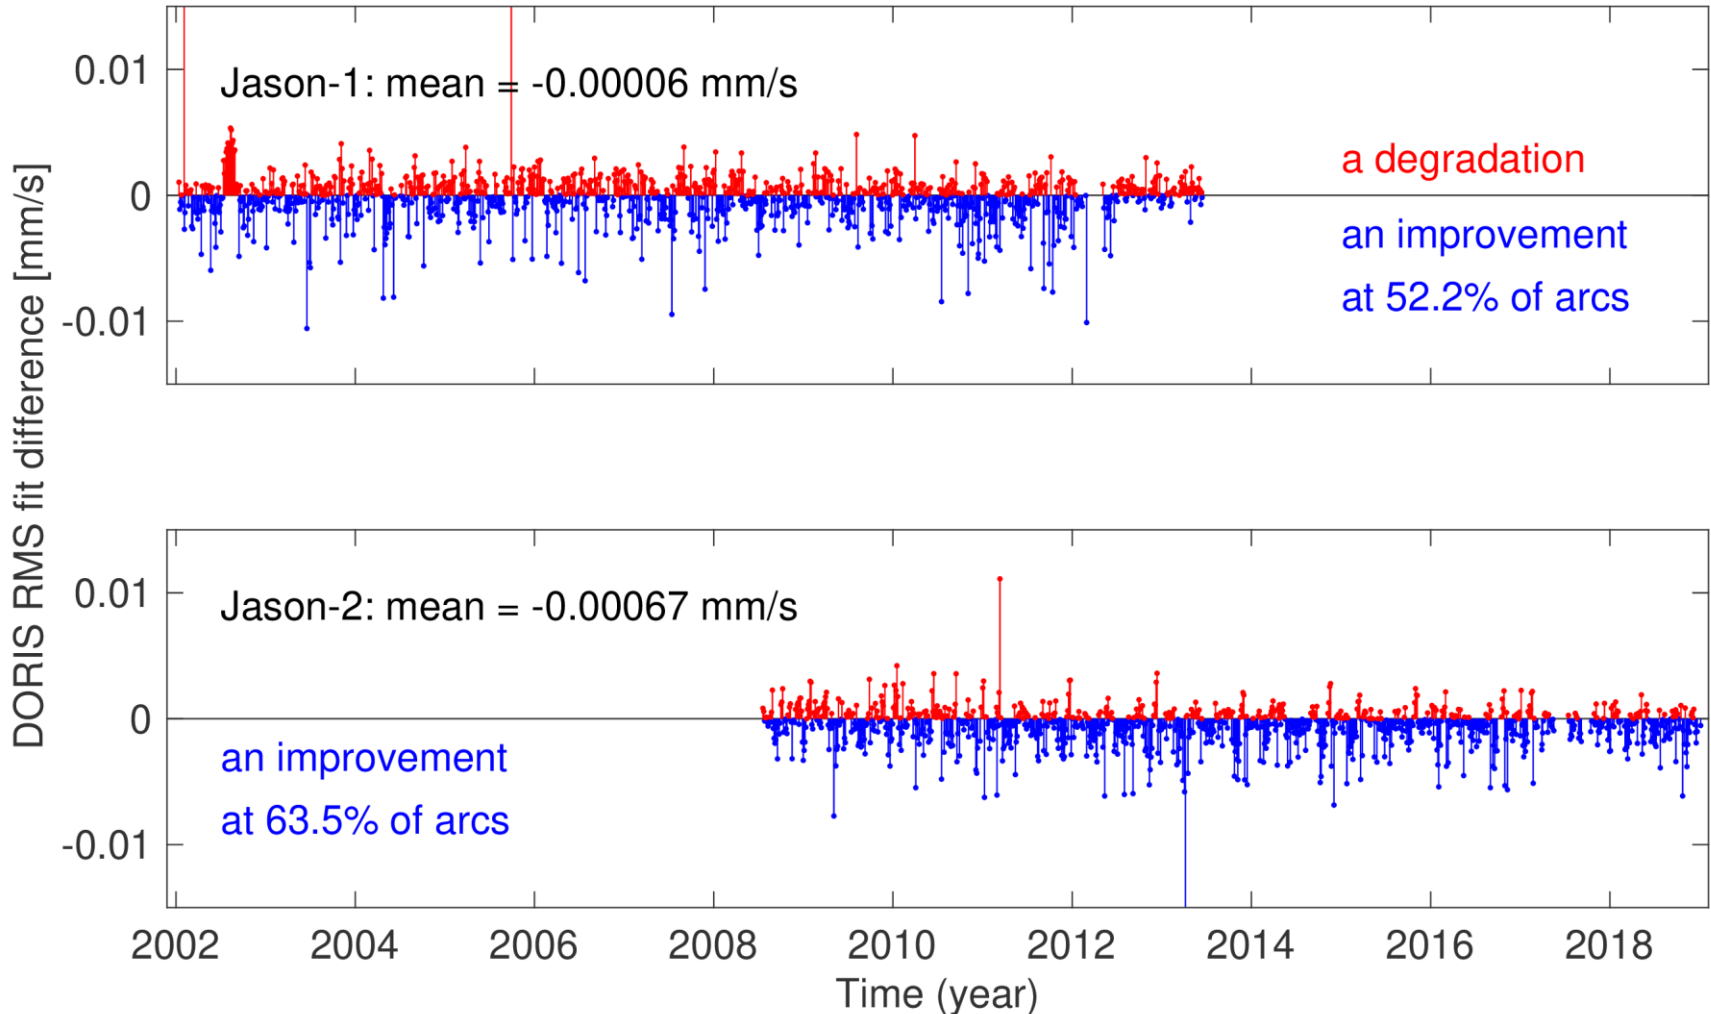 DORIS RMS fit difference [mm/s]
0.01
0
-0.01
Jason-1: mean = -0.00006 mm/s
a degradation
an improvement
at 52.2% of arcs
0.01
0
-0.01
Jason-2: mean = -0.00067 mm/s
an improvement
at 63.5% of arcs
2002 2004 2006 2008 2010 2012 2014 2016 2018
Time (year)